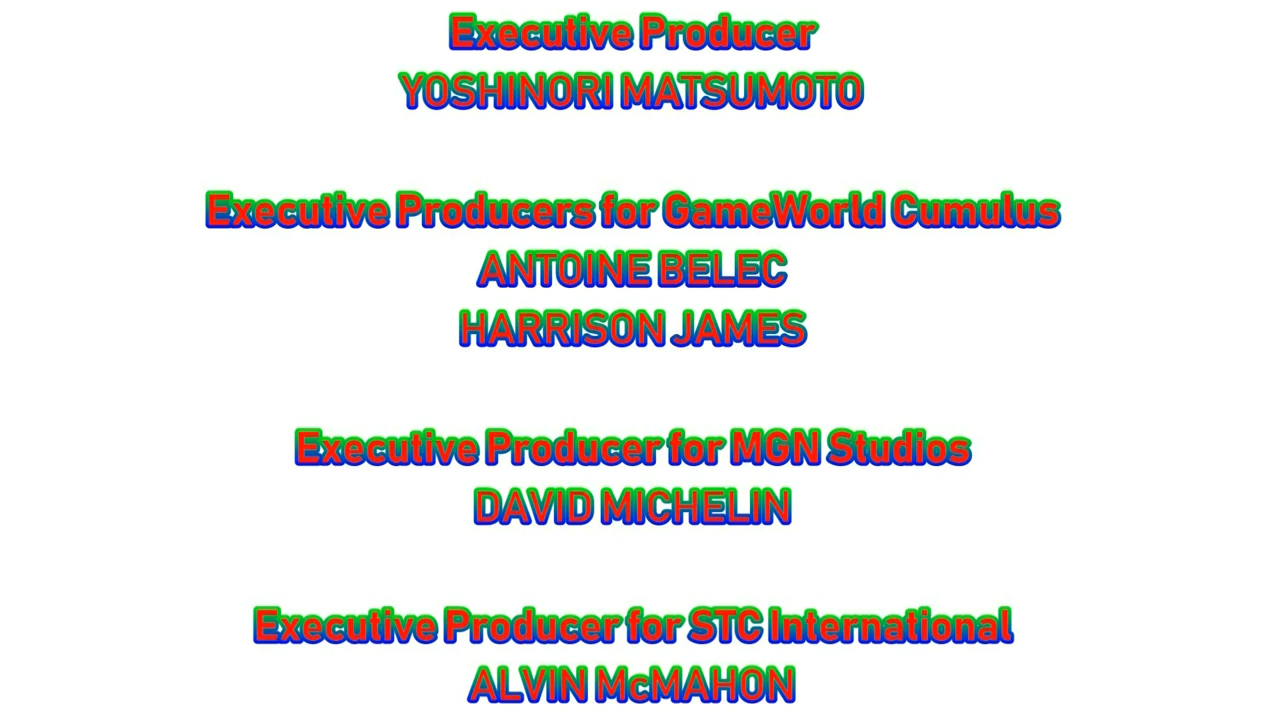 Executive Producer
YOSHINORI MATSUMOTO
Executive Producers for GameWorld Cumulus
ANTOINE BELEC
HARRISON JAMES
Executive Producer for MGN Studios
DAVID MICHELIN
Executive Producer for STC International
ALVIN McMAHON